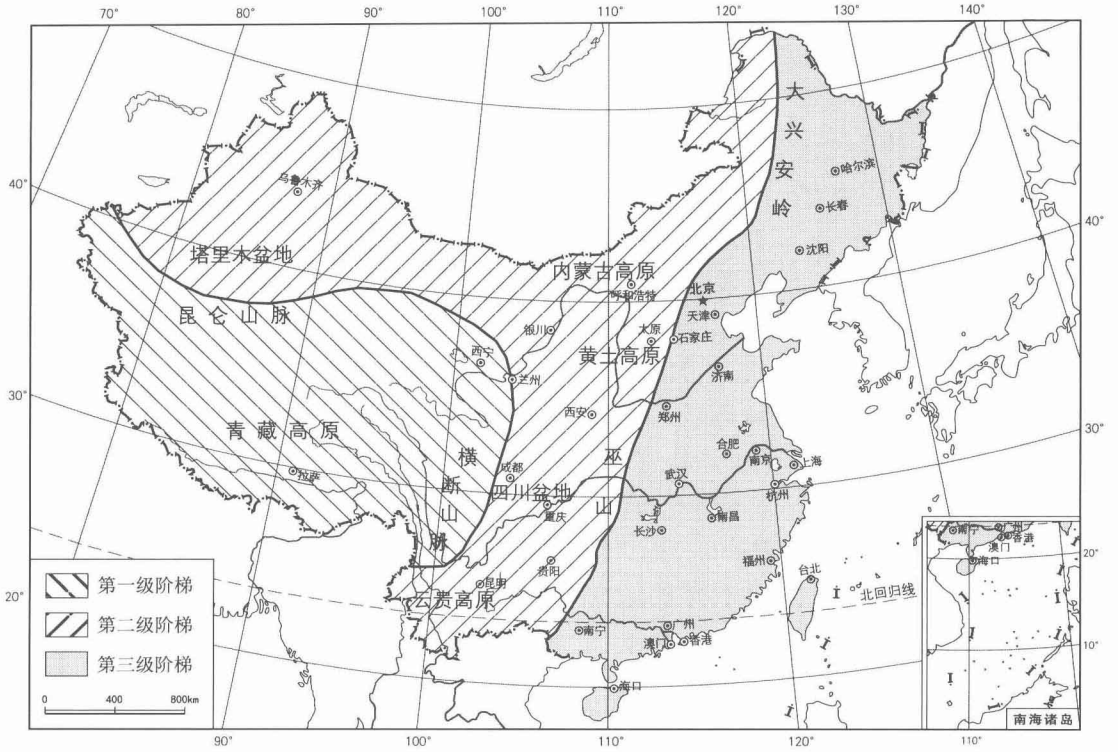 70°
80°
90°
100°
110°
120°
130°
140°
40°
30°
20°
40°
30°
20°
10°
90°
100°
110°
120°
110°
大兴安岭
哈尔滨
长春
沈阳
乌鲁木齐
塔里木盆地
昆仑山脉
内蒙古高原
呼和浩特
北京
天津
银川
太原
石家庄
西宁
黄土高原
兰州
济南
西安
郑州
青藏高原
拉萨
横断山脉
成都
四川盆地
重庆
巫山
合肥
南京
上海
武汉
杭州
南昌
长沙
贵阳
福州
昆明
云贵高原
台北
北回归线
南宁
广州
澳门
香港
海口
第一级阶梯
第二级阶梯
第三级阶梯
0 400 800km
南宁
广州
香港
澳门
海口
南海诸岛